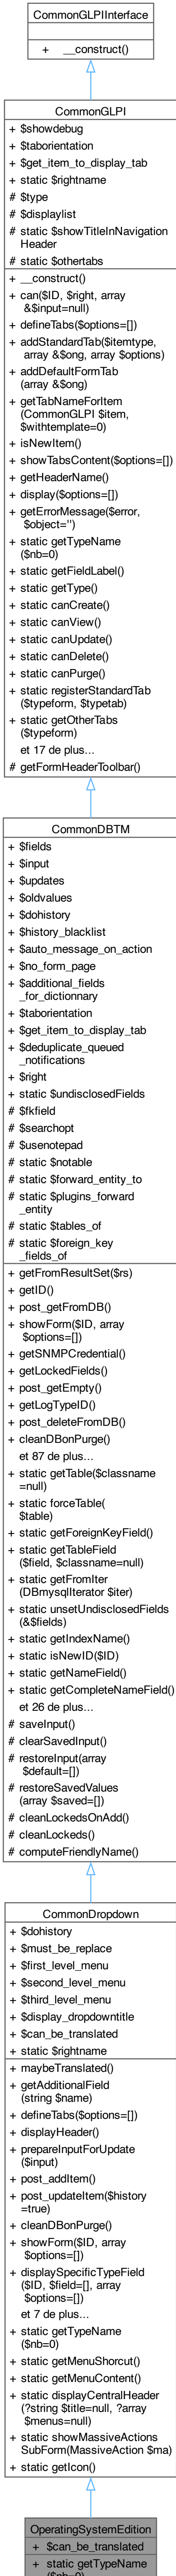 CommonGLPIInterface
+ __construct()
CommonGLPI
+ $showdebug
+ $taborientation
+ $get_item_to_display_tab
+ static $rightname
# $type
# $displaylist
# static $showTitleInNavigation
Header
# static $othertabs
+ __construct()
+ can($ID, $right, array
&$input=null)
+ defineTabs($options=[])
+ addStandardTab($itemtype,
array &$ong, array $options)
+ addDefaultFormTab
(array &$ong)
+ getTabNameForItem
(CommonGLPI $item,
$withtemplate=0)
+ isNewItem()
+ showTabsContent($options=[])
+ getHeaderName()
+ display($options=[])
+ getErrorMessage($error,
$object='')
+ static getTypeName
($nb=0)
+ static getFieldLabel()
+ static getType()
+ static canCreate()
+ static canView()
+ static canUpdate()
+ static canDelete()
+ static canPurge()
+ static registerStandardTab
($typeform, $typetab)
+ static getOtherTabs
($typeform)
et 17 de plus...
# getFormHeaderToolbar()
CommonDBTM
+ $fields
+ $input
+ $updates
+ $oldvalues
+ $dohistory
+ $history_blacklist
+ $auto_message_on_action
+ $no_form_page
+ $additional_fields
_for_dictionnary
+ $taborientation
+ $get_item_to_display_tab
+ $deduplicate_queued
_notifications
+ $right
+ static $undisclosedFields
# $fkfield
# $searchopt
# $usenotepad
# static $notable
# static $forward_entity_to
# static $plugins_forward
_entity
# static $tables_of
# static $foreign_key
_fields_of
+ getFromResultSet($rs)
+ getID()
+ post_getFromDB()
+ showForm($ID, array
$options=[])
+ getSNMPCredential()
+ getLockedFields()
+ post_getEmpty()
+ getLogTypeID()
+ post_deleteFromDB()
+ cleanDBonPurge()
et 87 de plus...
+ static getTable($classname
=null)
+ static forceTable(
$table)
+ static getForeignKeyField()
+ static getTableField
($field, $classname=null)
+ static getFromIter
(DBmysqlIterator $iter)
+ static unsetUndisclosedFields
(&$fields)
+ static getIndexName()
+ static isNewID($ID)
+ static getNameField()
+ static getCompleteNameField()
et 26 de plus...
# saveInput()
# clearSavedInput()
# restoreInput(array
$default=[])
# restoreSavedValues
(array $saved=[])
# cleanLockedsOnAdd()
# cleanLockeds()
# computeFriendlyName()
CommonDropdown
+ $dohistory
+ $must_be_replace
+ $first_level_menu
+ $second_level_menu
+ $third_level_menu
+ $display_dropdowntitle
+ $can_be_translated
+ static $rightname
+ maybeTranslated()
+ getAdditionalField
(string $name)
+ defineTabs($options=[])
+ displayHeader()
+ prepareInputForUpdate
($input)
+ post_addItem()
+ post_updateItem($history
=true)
+ cleanDBonPurge()
+ showForm($ID, array
$options=[])
+ displaySpecificTypeField
($ID, $field=[], array
$options=[])
et 7 de plus...
+ static getTypeName
($nb=0)
+ static getMenuShorcut()
+ static getMenuContent()
+ static displayCentralHeader
(?string $title=null, ?array
$menus=null)
+ static showMassiveActions
SubForm(MassiveAction $ma)
+ static getIcon()
OperatingSystemEdition
+ $can_be_translated
+ static getTypeName
($nb=0)